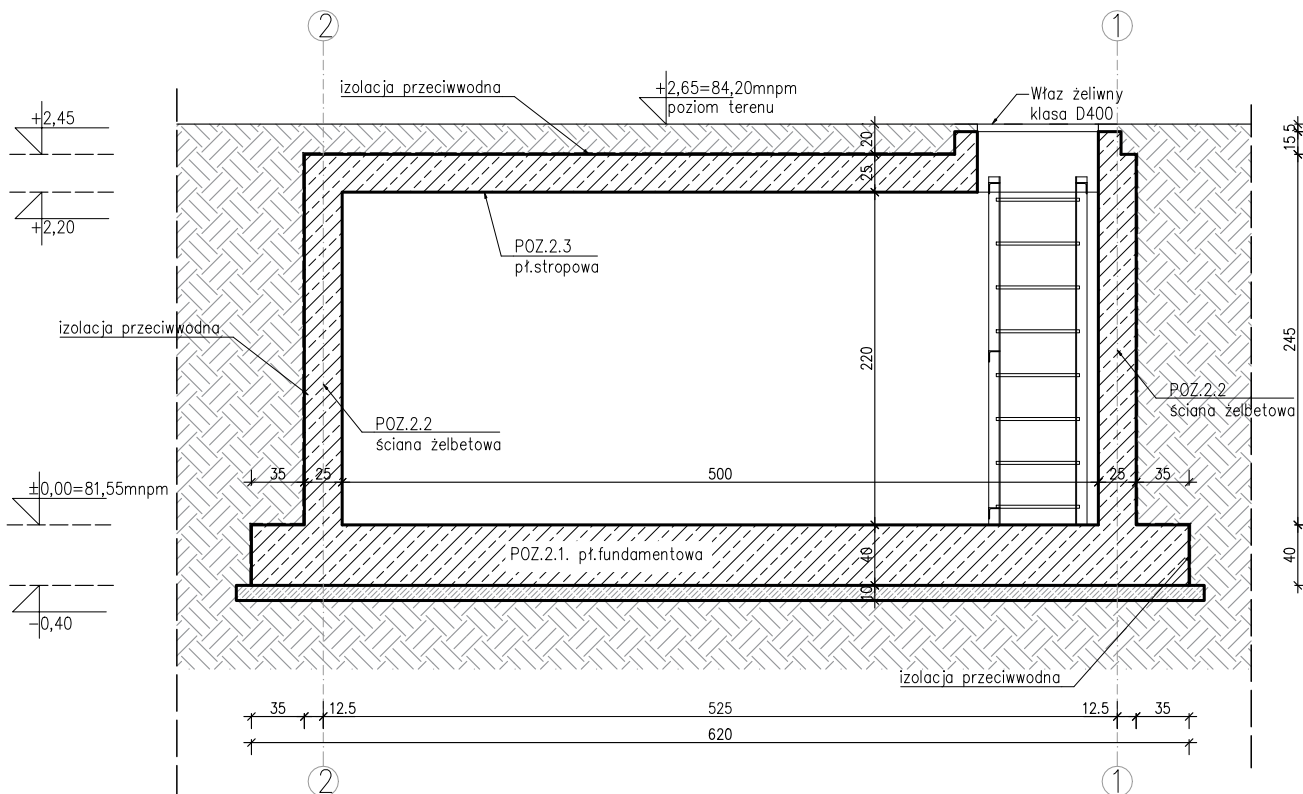 2
1
izolacja przeciwwodna
+2,65=84,20mnpm
poziom terenu
Właz żeliwny
klasa D400
+2,45
20
5
15
25
+2,20
POZ.2.3
pł.stropowa
izolacja przeciwwodna
220
245
POZ.2.2
ściana żelbetowa
POZ.2.2
ściana żelbetowa
±0,00=81,55mnpm
35
25
500
25
35
POZ.2.1. pł.fundamentowa
40
40
10
-0,40
izolacja przeciwwodna
35
12.5
525
12.5
35
620
2
1